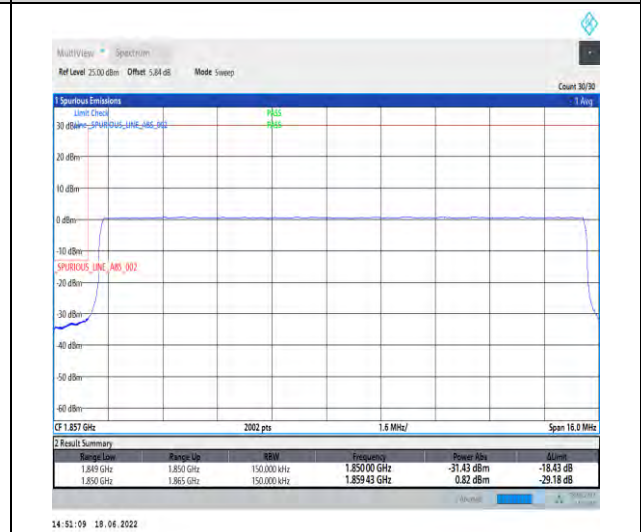 MultiView Spectrum
Ref Level 25.00 dBm Offset 5.84 dB Mode Sweep
Count 30/30
1 Spurious Emissions 1 Avg
Limit Check PASS
30 dBm Line _SPURIOUS_LINE_ABS_002 PASS
20 dBm
10 dBm
0 dBm
-10 dBm
_SPURIOUS_LINE_ABS_002
-20 dBm
-30 dBm
-40 dBm
-50 dBm
-60 dBm
CF 1.857 GHz 2002 pts 1.6 MHz/ Span 16.0 MHz
2 Result Summary
Range Low Range Up RBW Frequency Power Abs ΔLimit
1.849 GHz 1.850 GHz 150.000 kHz 1.85000 GHz -31.43 dBm -18.43 dB
1.850 GHz 1.865 GHz 150.000 kHz 1.85943 GHz 0.82 dBm -29.18 dB
14:51:09 18.06.2022